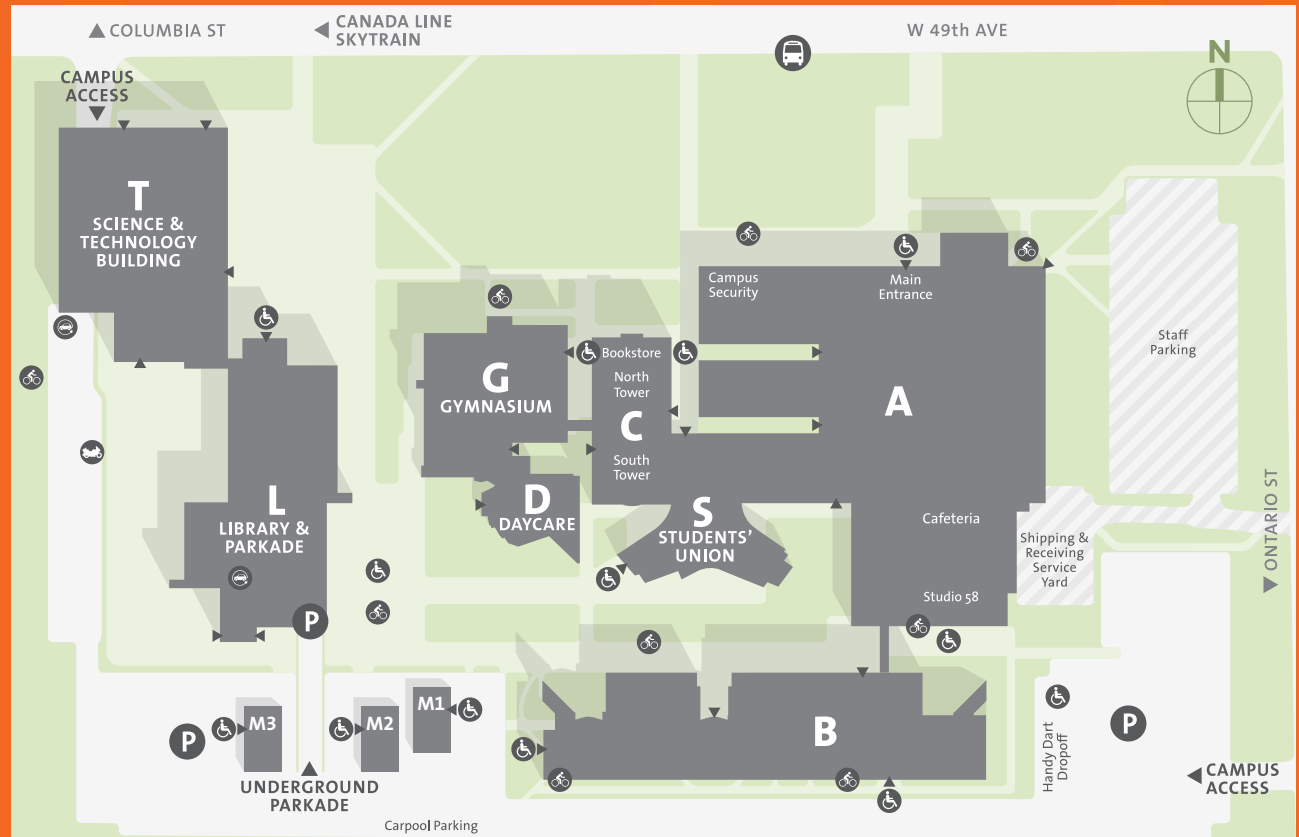 COLUMBIA ST
CANADA LINE
SKYTRAIN
W 49th AVE
N
CAMPUS
ACCESS
T
SCIENCE &
TECHNOLOGY
BUILDING
Campus
Security
Main
Entrance
Staff
Parking
Bookstore
North
Tower
G
GYMNASIUM
C
A
South
Tower
L
LIBRARY &
PARKADE
D
DAYCARE
S
STUDENTS'
UNION
Cafeteria
Shipping &
Receiving
Service
Yard
ONTARIO ST
Studio 58
P
M1
M2
M3
P
B
Handy Dart
Dropoff
P
UNDERGROUND
PARKADE
CAMPUS
ACCESS
Carpool Parking